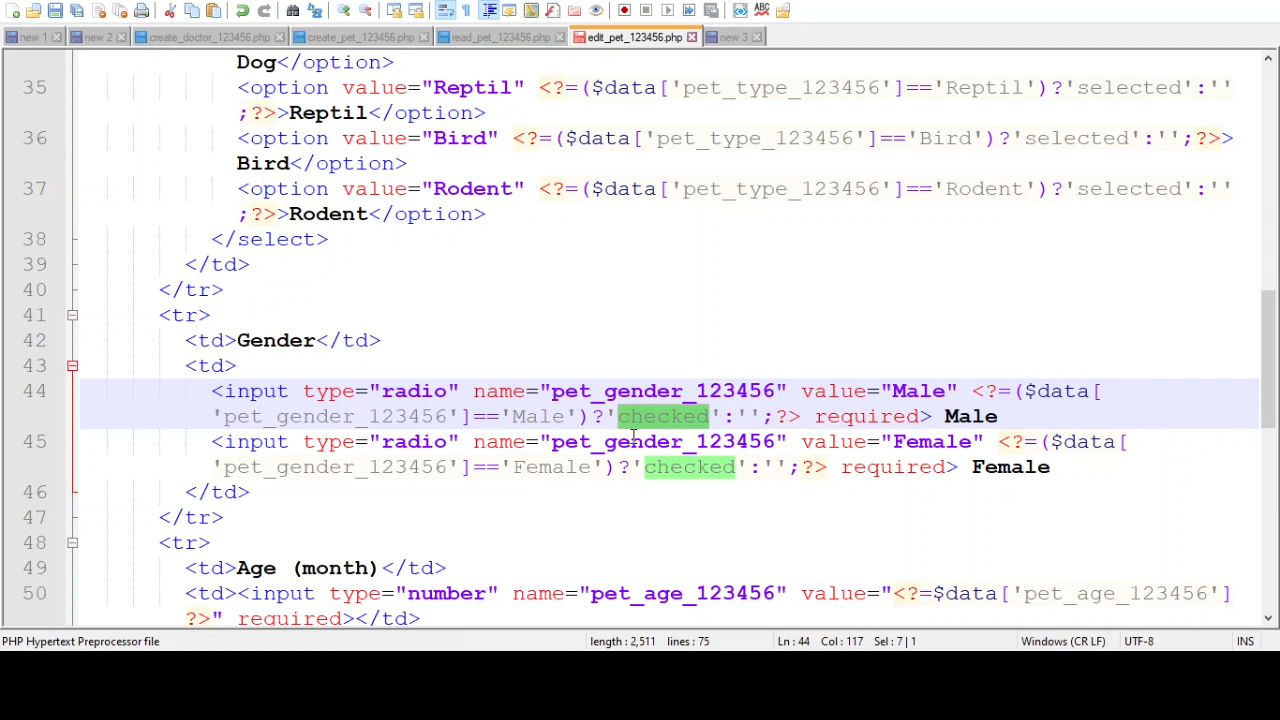 new 1 new 2 create_doctor_123456.php create_pet_123456.php read_pet_123456.php edit_pet_123456.php new 3
Dog</option>
35 <option value="Reptil" <?=($data['pet_type_123456']=='Reptil')?'selected':''
;?>>Reptil</option>
36 <option value="Bird" <?=($data['pet_type_123456']=='Bird')?'selected':'';?>>
Bird</option>
37 <option value="Rodent" <?=($data['pet_type_123456']=='Rodent')?'selected':''
;?>>Rodent</option>
38 </select>
39 </td>
40 </tr>
41 <tr>
42 <td>Gender</td>
43 <td>
44 <input type="radio" name="pet_gender_123456" value="Male" <?=($data[
'pet_gender_123456']=='Male')?'checked':'';?> required> Male
45 <input type="radio" name="pet_gender_123456" value="Female" <?=($data[
'pet_gender_123456']=='Female')?'checked':'';?> required> Female
46 </td>
47 </tr>
48 <tr>
49 <td>Age (month)</td>
50 <td><input type="number" name="pet_age_123456" value="<?=$data['pet_age_123456']
?>" required></td>
PHP Hypertext Preprocessor file length : 2,511 lines : 75 Ln : 44 Col : 117 Sel : 7 | 1 Windows (CR LF) UTF-8 INS